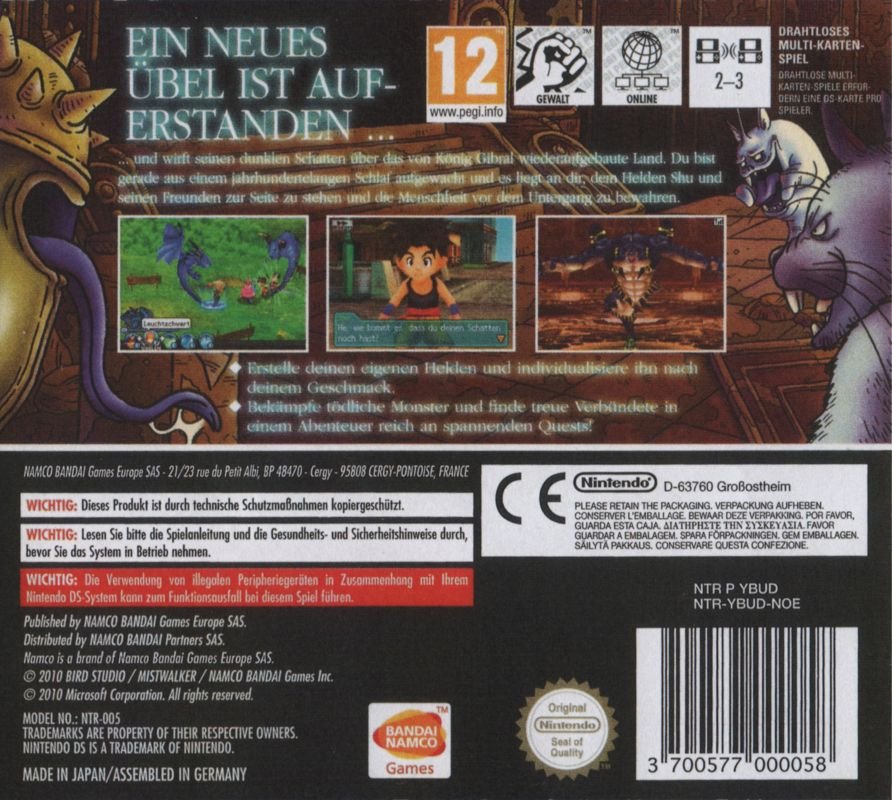 EIN NEUES
ÜBEL IST AUF-
ERSTANDEN ...
12
www.pegi.info
GEWALT
ONLINE
2–3
DRAHTLOSES
MULTI-KARTEN-
SPIEL
DRAHTLOSE MULTI-
KARTEN-SPIELE ERFOR-
DERN EINE DS-KARTE PRO
SPIELER.
...und wirft seinen dunklen Schatten über das von König Gibral wiederaufgebaute Land. Du bist
gerade aus einem jahrhundertelangen Schlaf aufgewacht und es liegt an dir, dem Helden Shu und
seinen Freunden zur Seite zu stehen und die Menschheit vor dem Untergang zu bewahren.
Leuchtschwert
He, wie kommt es, dass du deinen Schatten
noch hast?
Erstelle deinen eigenen Helden und individualisiere ihn nach
deinem Geschmack.
Bekämpfe tödliche Monster und finde treue Verbündete in
einem Abenteuer reich an spannenden Quests!
NAMCO BANDAI Games Europe SAS - 21/23 rue du Petit Albi, BP 48470 - Cergy - 95808 CERGY-PONTOISE, FRANCE
WICHTIG: Dieses Produkt ist durch technische Schutzmaßnahmen kopiergeschützt.
WICHTIG: Lesen Sie bitte die Spielanleitung und die Gesundheits- und Sicherheitshinweise durch,
bevor Sie das System in Betrieb nehmen.
WICHTIG: Die Verwendung von illegalen Peripheriegeräten in Zusammenhang mit Ihrem
Nintendo DS-System kann zum Funktionsausfall bei diesem Spiel führen.
Published by NAMCO BANDAI Games Europe SAS.
Distributed by NAMCO BANDAI Partners SAS.
Namco is a brand of Namco Bandai Games Europe SAS.
© 2010 BIRD STUDIO / MISTWALKER / NAMCO BANDAI Games Inc.
© 2010 Microsoft Corporation. All rights reserved.
MODEL NO.: NTR-005
TRADEMARKS ARE PROPERTY OF THEIR RESPECTIVE OWNERS.
NINTENDO DS IS A TRADEMARK OF NINTENDO.
MADE IN JAPAN/ASSEMBLED IN GERMANY
CE
Nintendo® D-63760 Großostheim
PLEASE RETAIN THE PACKAGING. VERPACKUNG AUFHEBEN.
CONSERVER L'EMBALLAGE. BEWAAR DEZE VERPAKKING. POR FAVOR,
GUARDA ESTA CAJA. ΔΙΑΤΗΡΗΣΤΕ ΤΗΝ ΣΥΣΚΕΥΑΣΙΑ. FAVOR
GUARDAR A EMBALAGEM. SPARA FÖRPACKNINGEN. GEM EMBALLAGEN.
SÄILYTÄ PAKKAUS. CONSERVARE QUESTA CONFEZIONE.
NTR P YBUD
NTR-YBUD-NOE
BANDAI
NAMCO
Games
™
Original
Nintendo
Seal of
Quality
3 700577 000058